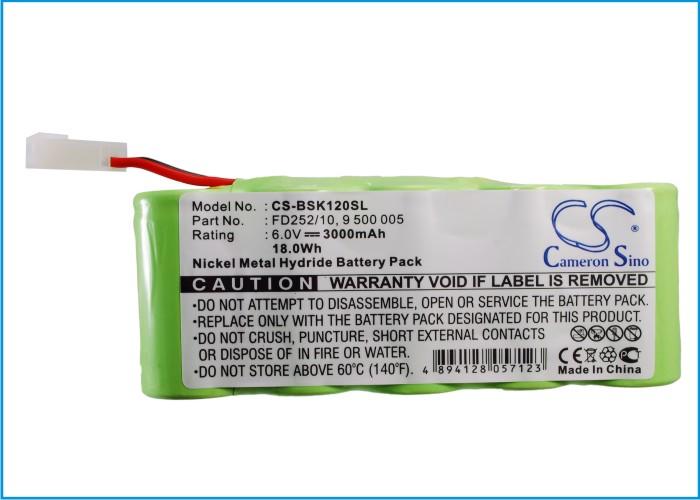 Model No. : CS-BSK120SL
Part No. : FD252/10, 9 500 005
Rating : 6.0V⎓ 3000mAh
18.0Wh
Nickel Metal Hydride Battery Pack
CS
Cameron Sino
CAUTION WARRANTY VOID IF LABEL IS REMOVED
•DO NOT ATTEMPT TO DISASSEMBLE, OPEN OR SERVICE THE BATTERY PACK.
•REPLACE ONLY WITH BATTERY PACK DESIGNATED FOR THIS PRODUCT.
•DO NOT CRUSH, PUNCTURE, SHORT EXTERNAL CONTACTS OR DISPOSE OF IN FIRE OR WATER.
•DO NOT STORE ABOVE 60℃ (140℉).
4 894128 057123
CE
Made In China